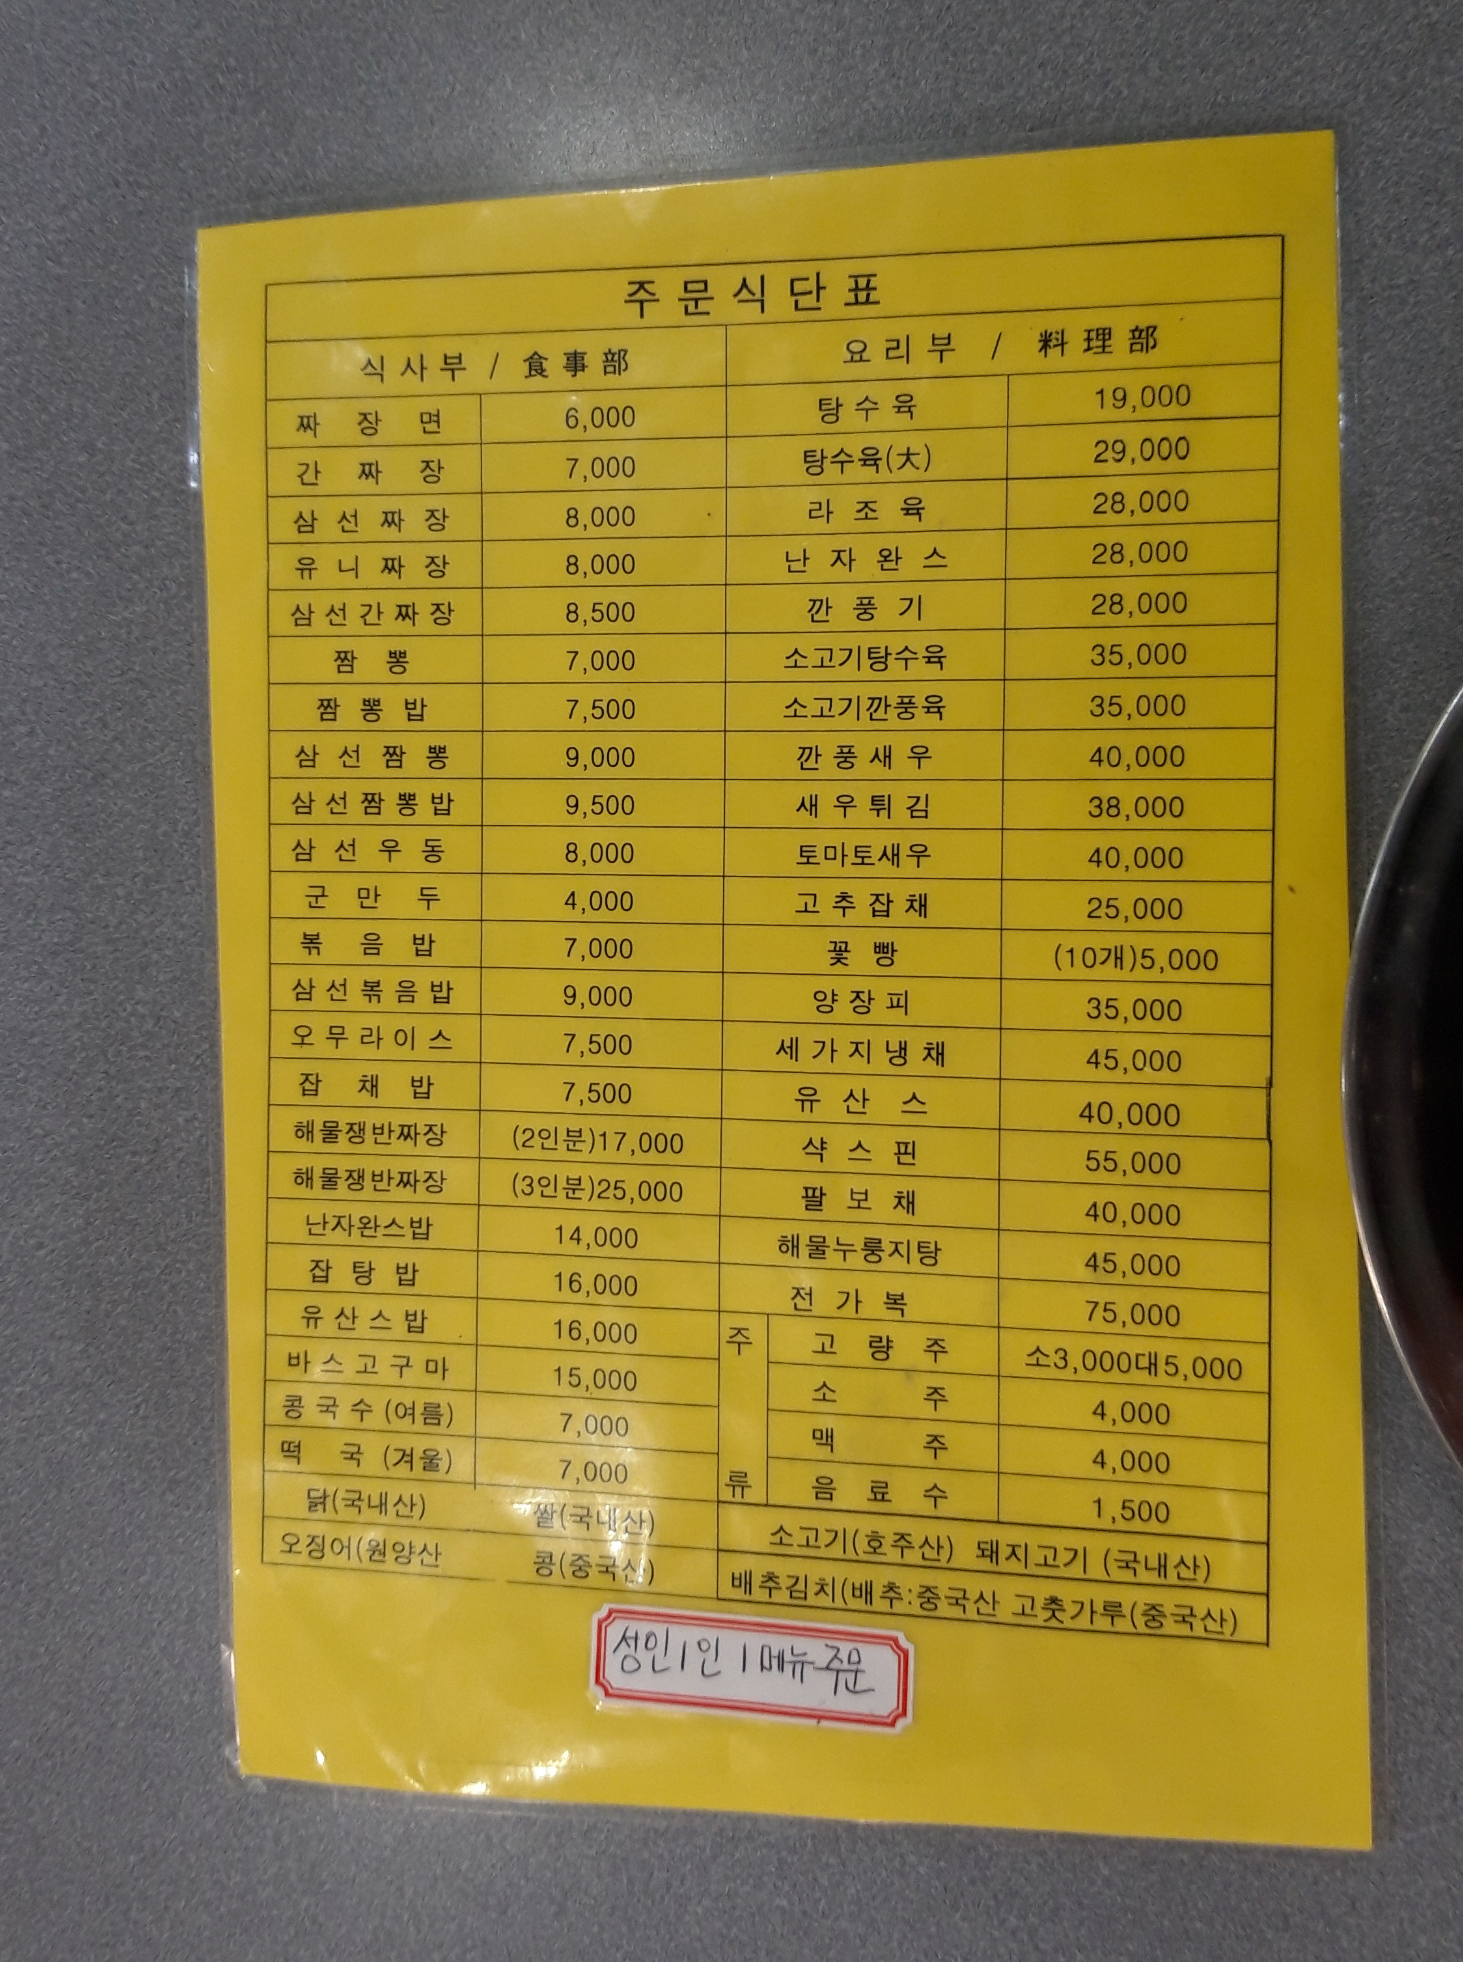 주문식단표
식사부 / 食事部
짜장면 6,000
간짜장 7,000
삼선짜장 8,000
유니짜장 8,000
삼선간짜장 8,500
짬뽕 7,000
짬뽕밥 7,500
삼선짬뽕 9,000
삼선짬뽕밥 9,500
삼선우동 8,000
군만두 4,000
볶음밥 7,000
삼선볶음밥 9,000
오무라이스 7,500
잡채밥 7,500
해물쟁반짜장 (2인분)17,000
해물쟁반짜장 (3인분)25,000
난자완스밥 14,000
잡탕밥 16,000
유산스밥 16,000
바스고구마 15,000
콩국수 (여름) 7,000
떡국 (겨울) 7,000
닭(국내산) 쌀(국내산)
오징어(원양산 콩(중국산)
요리부 / 料理部
탕수육 19,000
탕수육(大) 29,000
라조육 28,000
난자완스 28,000
깐풍기 28,000
소고기탕수육 35,000
소고기깐풍육 35,000
깐풍새우 40,000
새우튀김 38,000
토마토새우 40,000
고추잡채 25,000
꽃빵 (10개)5,000
양장피 35,000
세가지냉채 45,000
유산스 40,000
샥스핀 55,000
팔보채 40,000
해물누룽지탕 45,000
전가복 75,000
주류
고량주 소3,000대5,000
소주 4,000
맥주 4,000
음료수 1,500
소고기(호주산) 돼지고기 (국내산)
배추김치(배추:중국산 고춧가루(중국산)
성인1인 1메뉴주문